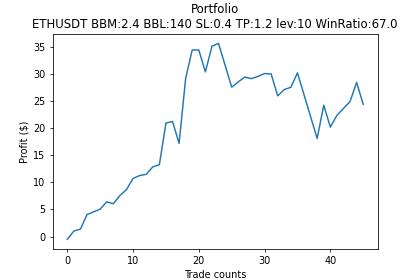 Portfolio
ETHUSDT BBM:2.4 BBL:140 SL:0.4 TP:1.2 lev:10 WinRatio:67.0
35
30
25
20
15
10
5
0
Profit ($)
0 10 20 30 40
Trade counts